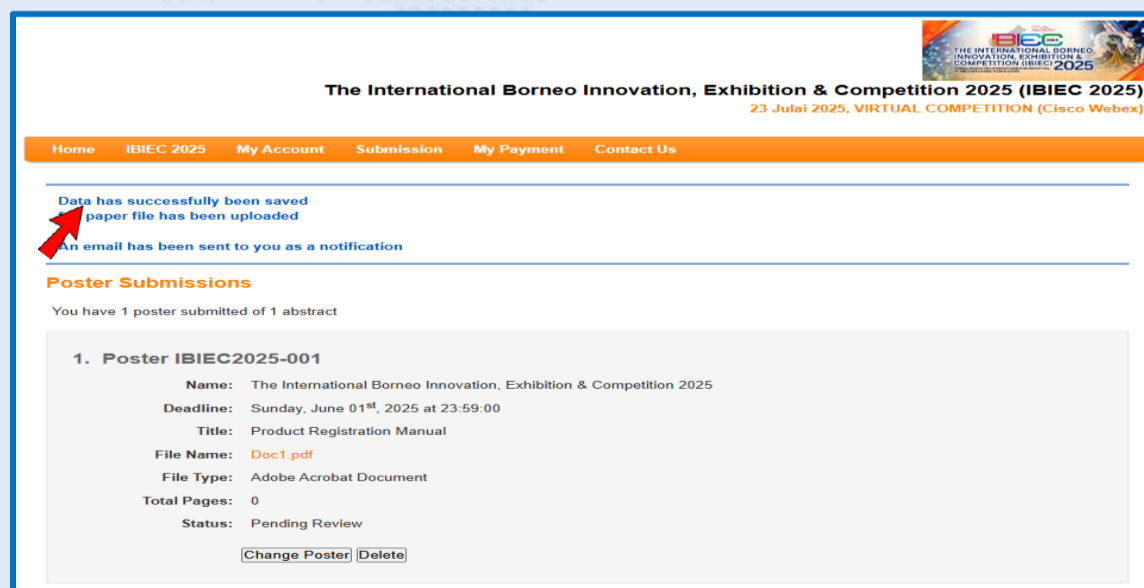 IBIEC
THE INTERNATIONAL BORNEO
INNOVATION, EXHIBITION &
COMPETITION (IBIEC) 2025
The International Borneo Innovation, Exhibition & Competition 2025 (IBIEC 2025)
23 Julai 2025, VIRTUAL COMPETITION (Cisco Webex)
Home IBIEC 2025 My Account Submission My Payment Contact Us
Data has successfully been saved
paper file has been uploaded
An email has been sent to you as a notification
Poster Submissions
You have 1 poster submitted of 1 abstract
1. Poster IBIEC2025-001
Name: The International Borneo Innovation, Exhibition & Competition 2025
Deadline: Sunday, June 01st, 2025 at 23:59:00
Title: Product Registration Manual
File Name: Doc1.pdf
File Type: Adobe Acrobat Document
Total Pages: 0
Status: Pending Review
Change Poster Delete